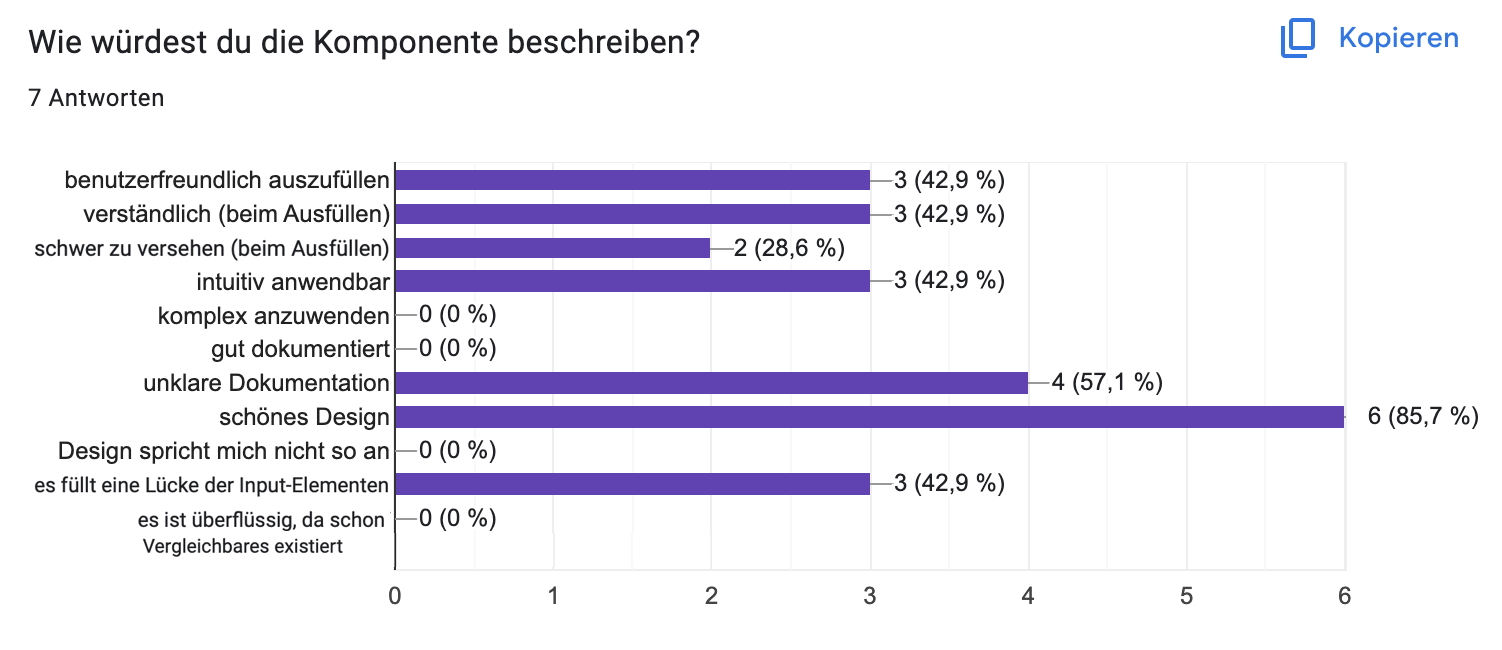 Wie würdest du die Komponente beschreiben?
Kopieren
7 Antworten
benutzerfreundlich auszufüllen 3 (42,9 %)
verständlich (beim Ausfüllen) 3 (42,9 %)
schwer zu versehen (beim Ausfüllen) 2 (28,6 %)
intuitiv anwendbar 3 (42,9 %)
komplex anzuwenden 0 (0 %)
gut dokumentiert 0 (0 %)
unklare Dokumentation 4 (57,1 %)
schönes Design 6 (85,7 %)
Design spricht mich nicht so an 0 (0 %)
es füllt eine Lücke der Input-Elementen 3 (42,9 %)
es ist überflüssig, da schon 0 (0 %)
Vergleichbares existiert
0 1 2 3 4 5 6